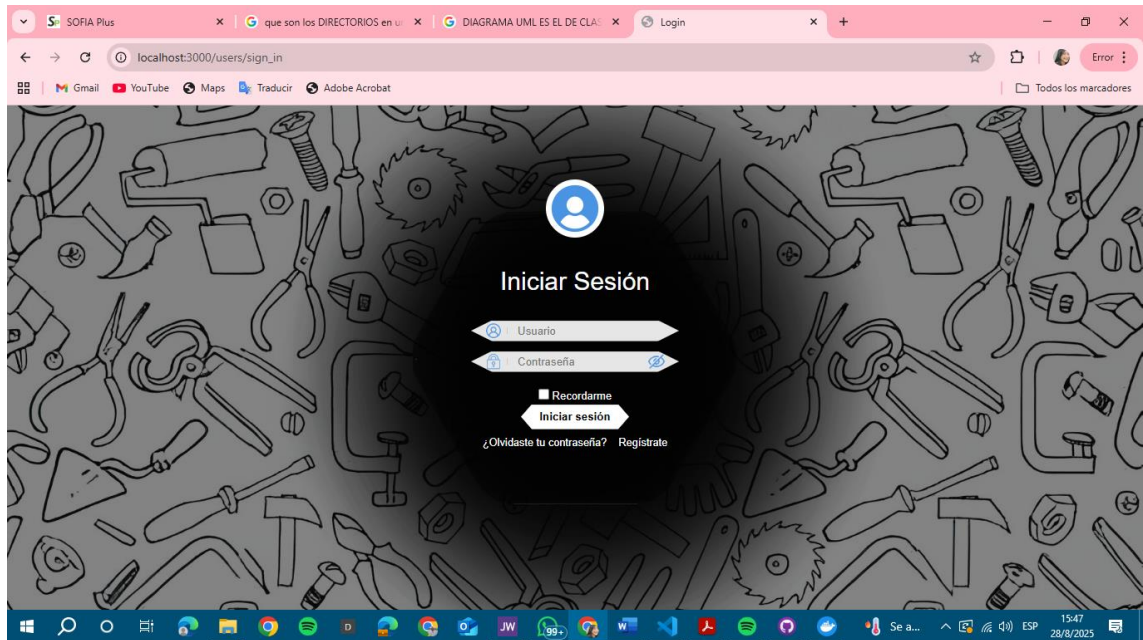 SOFIA Plus
que son los DIRECTORIOS en u
DIAGRAMA UML ES EL DE CLAS
Login
localhost:3000/users/sign_in
Error
Gmail
YouTube
Maps
Traducir
Adobe Acrobat
Todos los marcadores
Iniciar Sesión
Usuario
Contraseña
Recordarme
Iniciar sesión
¿Olvidaste tu contraseña? Regístrate
JW
99+
Se a...
ESP
15:47
28/8/2025